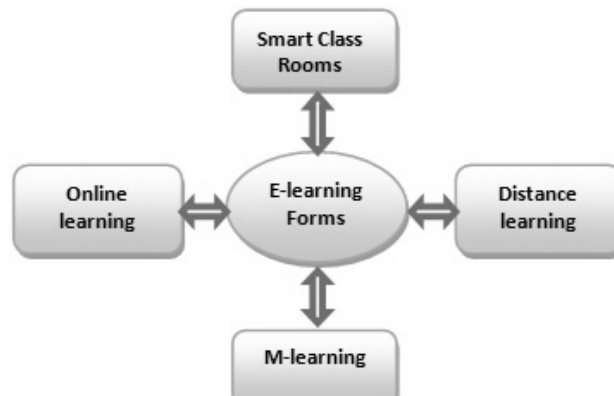 Smart Class
Rooms
Online
learning
E-learning
Forms
Distance
learning
M-learning